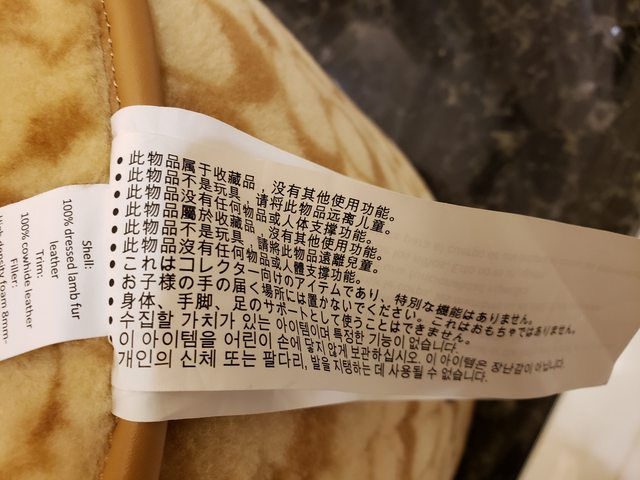 • 此物品属于收藏品，没有其他使用功能。
• 此物品不是玩具，请将此物品远离儿童。
• 此物品没有任何物品或人体支撑功能。
• 此物品屬於收藏品，沒有其他使用功能。
• 此物品不是玩具，請將此物品遠離兒童。
• 此物品沒有任何物品或人體支撐功能。
• これはコレクター向けのアイテムであり、特別な機能はありません。
• お子様の手の届く場所には置かないでください。これはおもちゃではありません。
• 身体、手脚、足のサポートとして使うことはできません。
• 수집할 가치가 있는 아이템이며 특정한 기능이 없습니다.
• 이 아이템을 어린이 손에 닿지 않게 보관하십시오. 이 아이템은 장난감이 아닙니다.
개인의 신체 또는 팔다리, 발을 지탱하는 데 사용될 수 없습니다.
Shell:
100% dressed lamb fur
leather
Trim:
100% cowhide leather
Filler:
density foam 8mm-